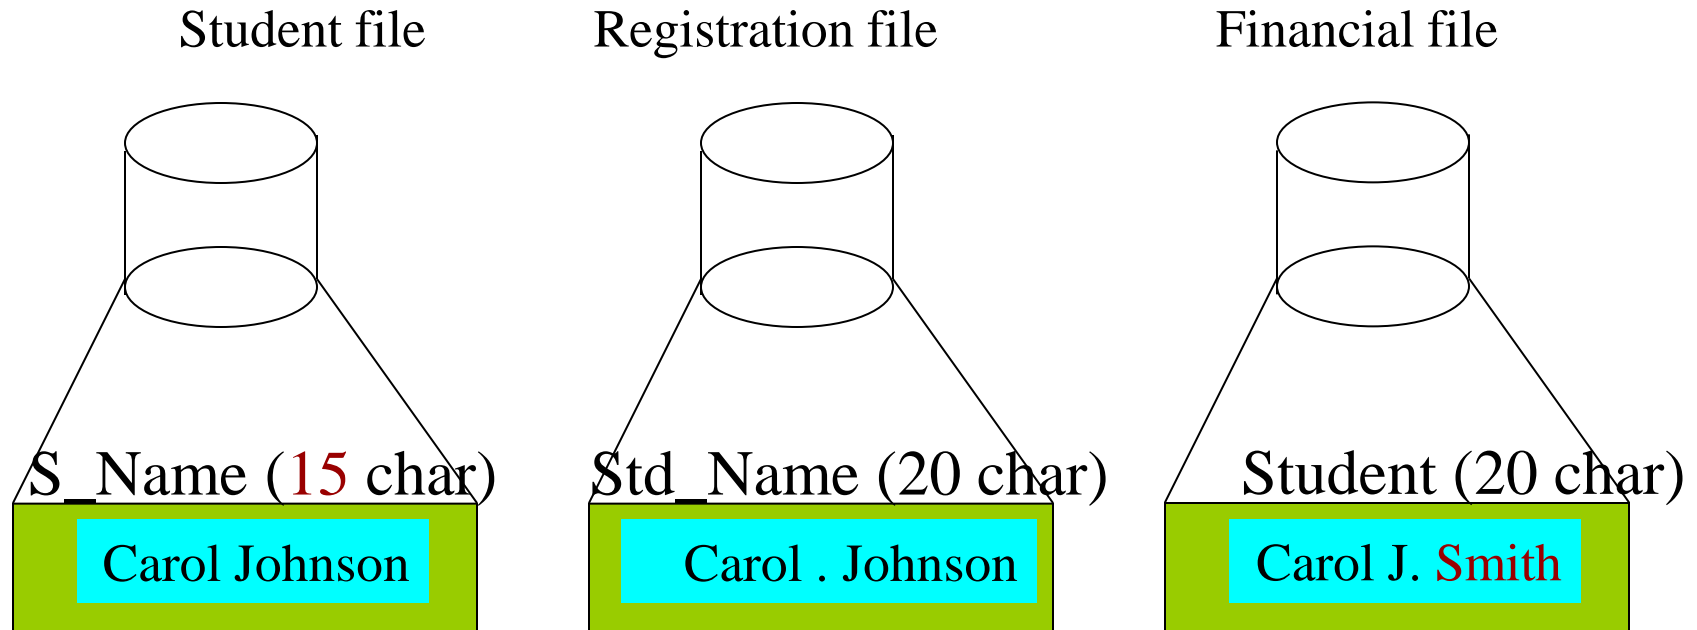 Student file
Registration file
Financial file
S_Name (15 char)
Std_Name (20 char)
Student (20 char)
Carol Johnson
Carol . Johnson
Carol J. Smith